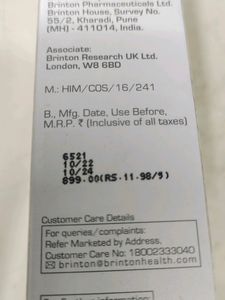 Brinton Pharmaceuticals Ltd.
Brinton House, Survey No.
55/2, Kharadi, Pune
(MH) - 411014, India.
Associate:
Brinton Research UK Ltd.
London, W8 6BD
M.: HIM/COS/16/241
B., Mfg. Date, Use Before,
M.R.P. ₹ (Inclusive of all taxes)
6521
10/22
10/24
899.00(RS.11.98/9)
Customer Care Details
For queries/complaints:
Refer Marketed by Address.
Customer Care No: 18002333040
brinton@brintonhealth.com